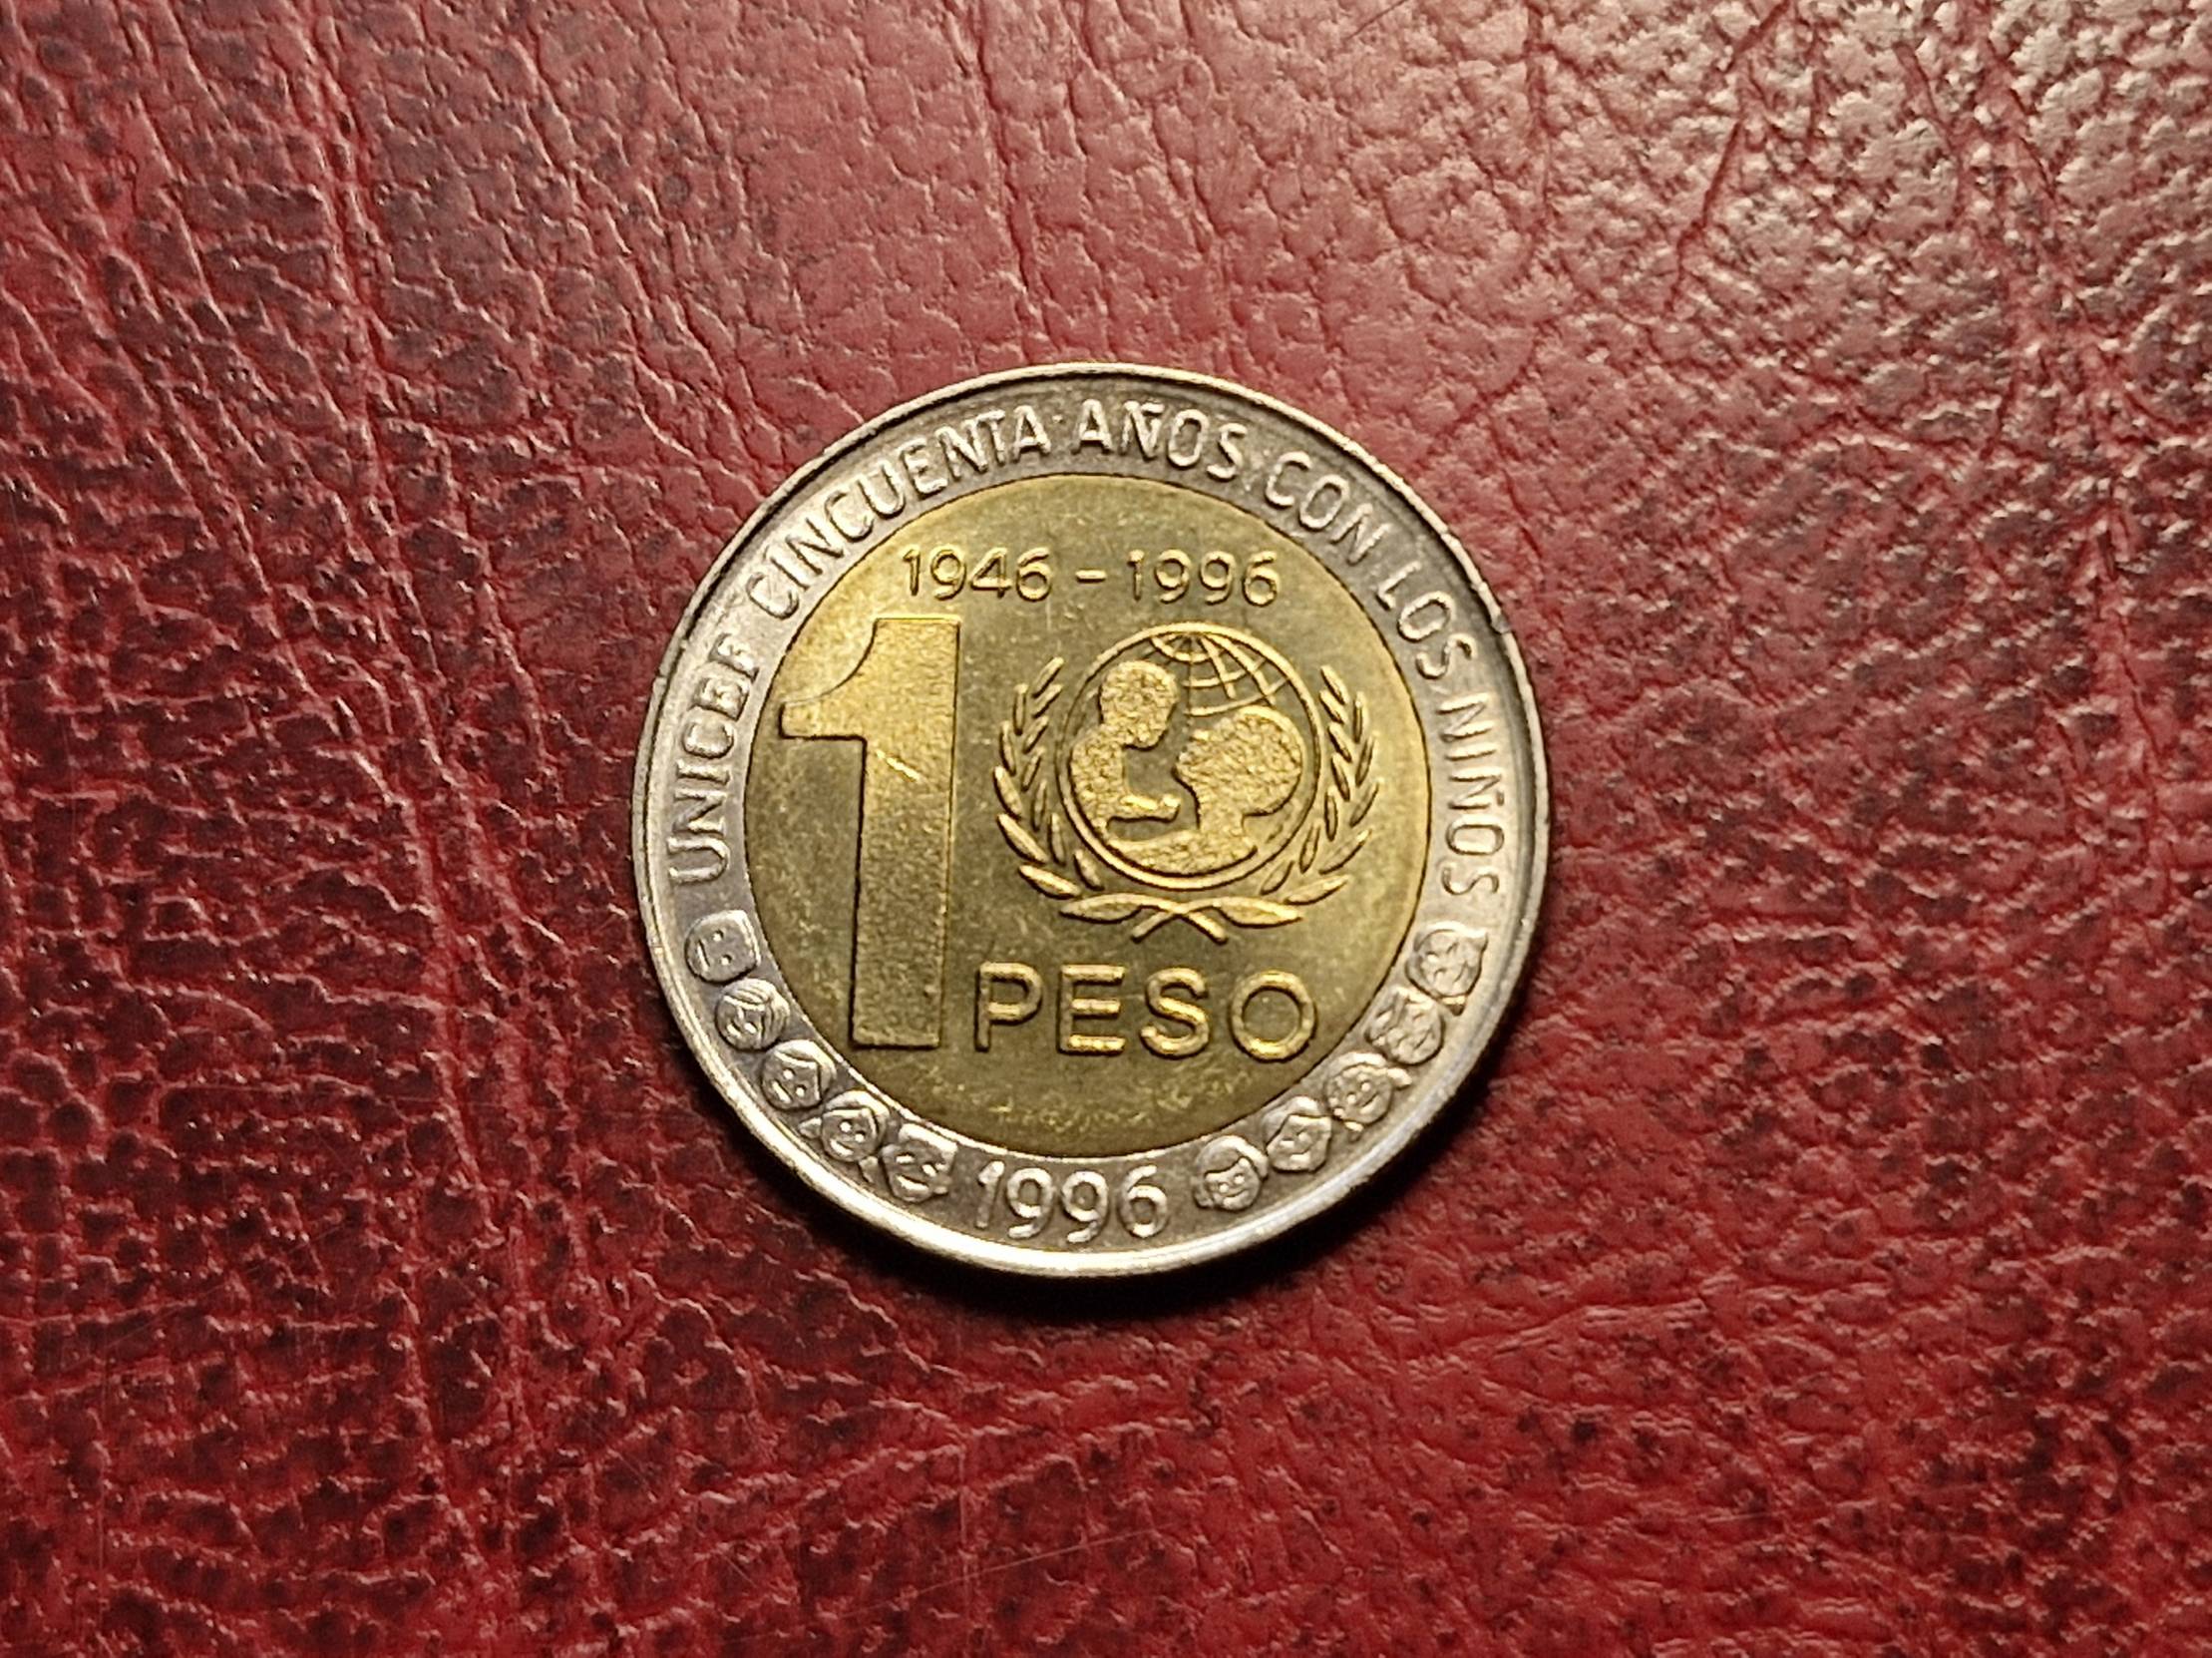 UNICEF CINCUENTA AÑOS CON LOS NIÑOS
1946 - 1996
1
PESO
1996